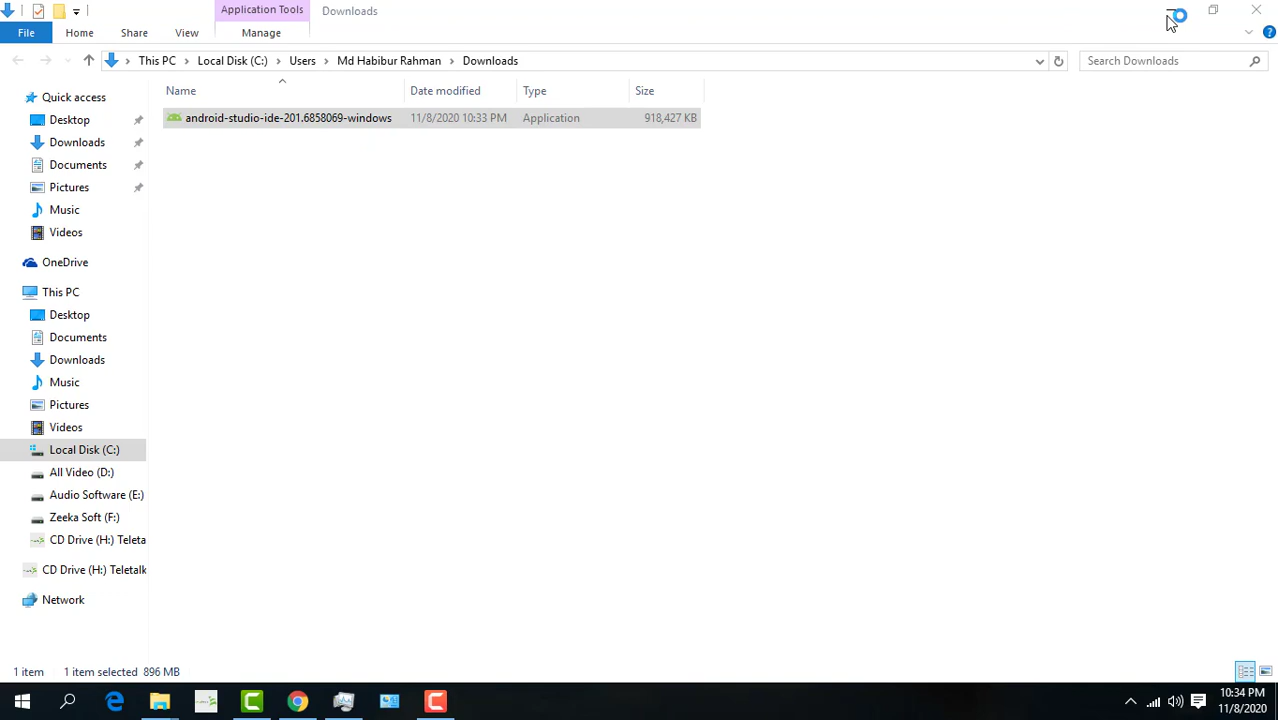 Application Tools
Downloads
File
Home
Share
View
Manage
This PC
Local Disk (C:)
Users
Md Habibur Rahman
Downloads
Search Downloads
Name
Date modified
Type
Size
android-studio-ide-201.6858069-windows
11/8/2020 10:33 PM
Application
918,427 KB
Quick access
Desktop
Downloads
Documents
Pictures
Music
Videos
OneDrive
This PC
Desktop
Documents
Downloads
Music
Pictures
Videos
Local Disk (C:)
All Video (D:)
Audio Software (E:)
Zeeka Soft (F:)
CD Drive (H:) Teleta
CD Drive (H:) Teletalk
Network
1 item
1 item selected 896 MB
10:34 PM
11/8/2020